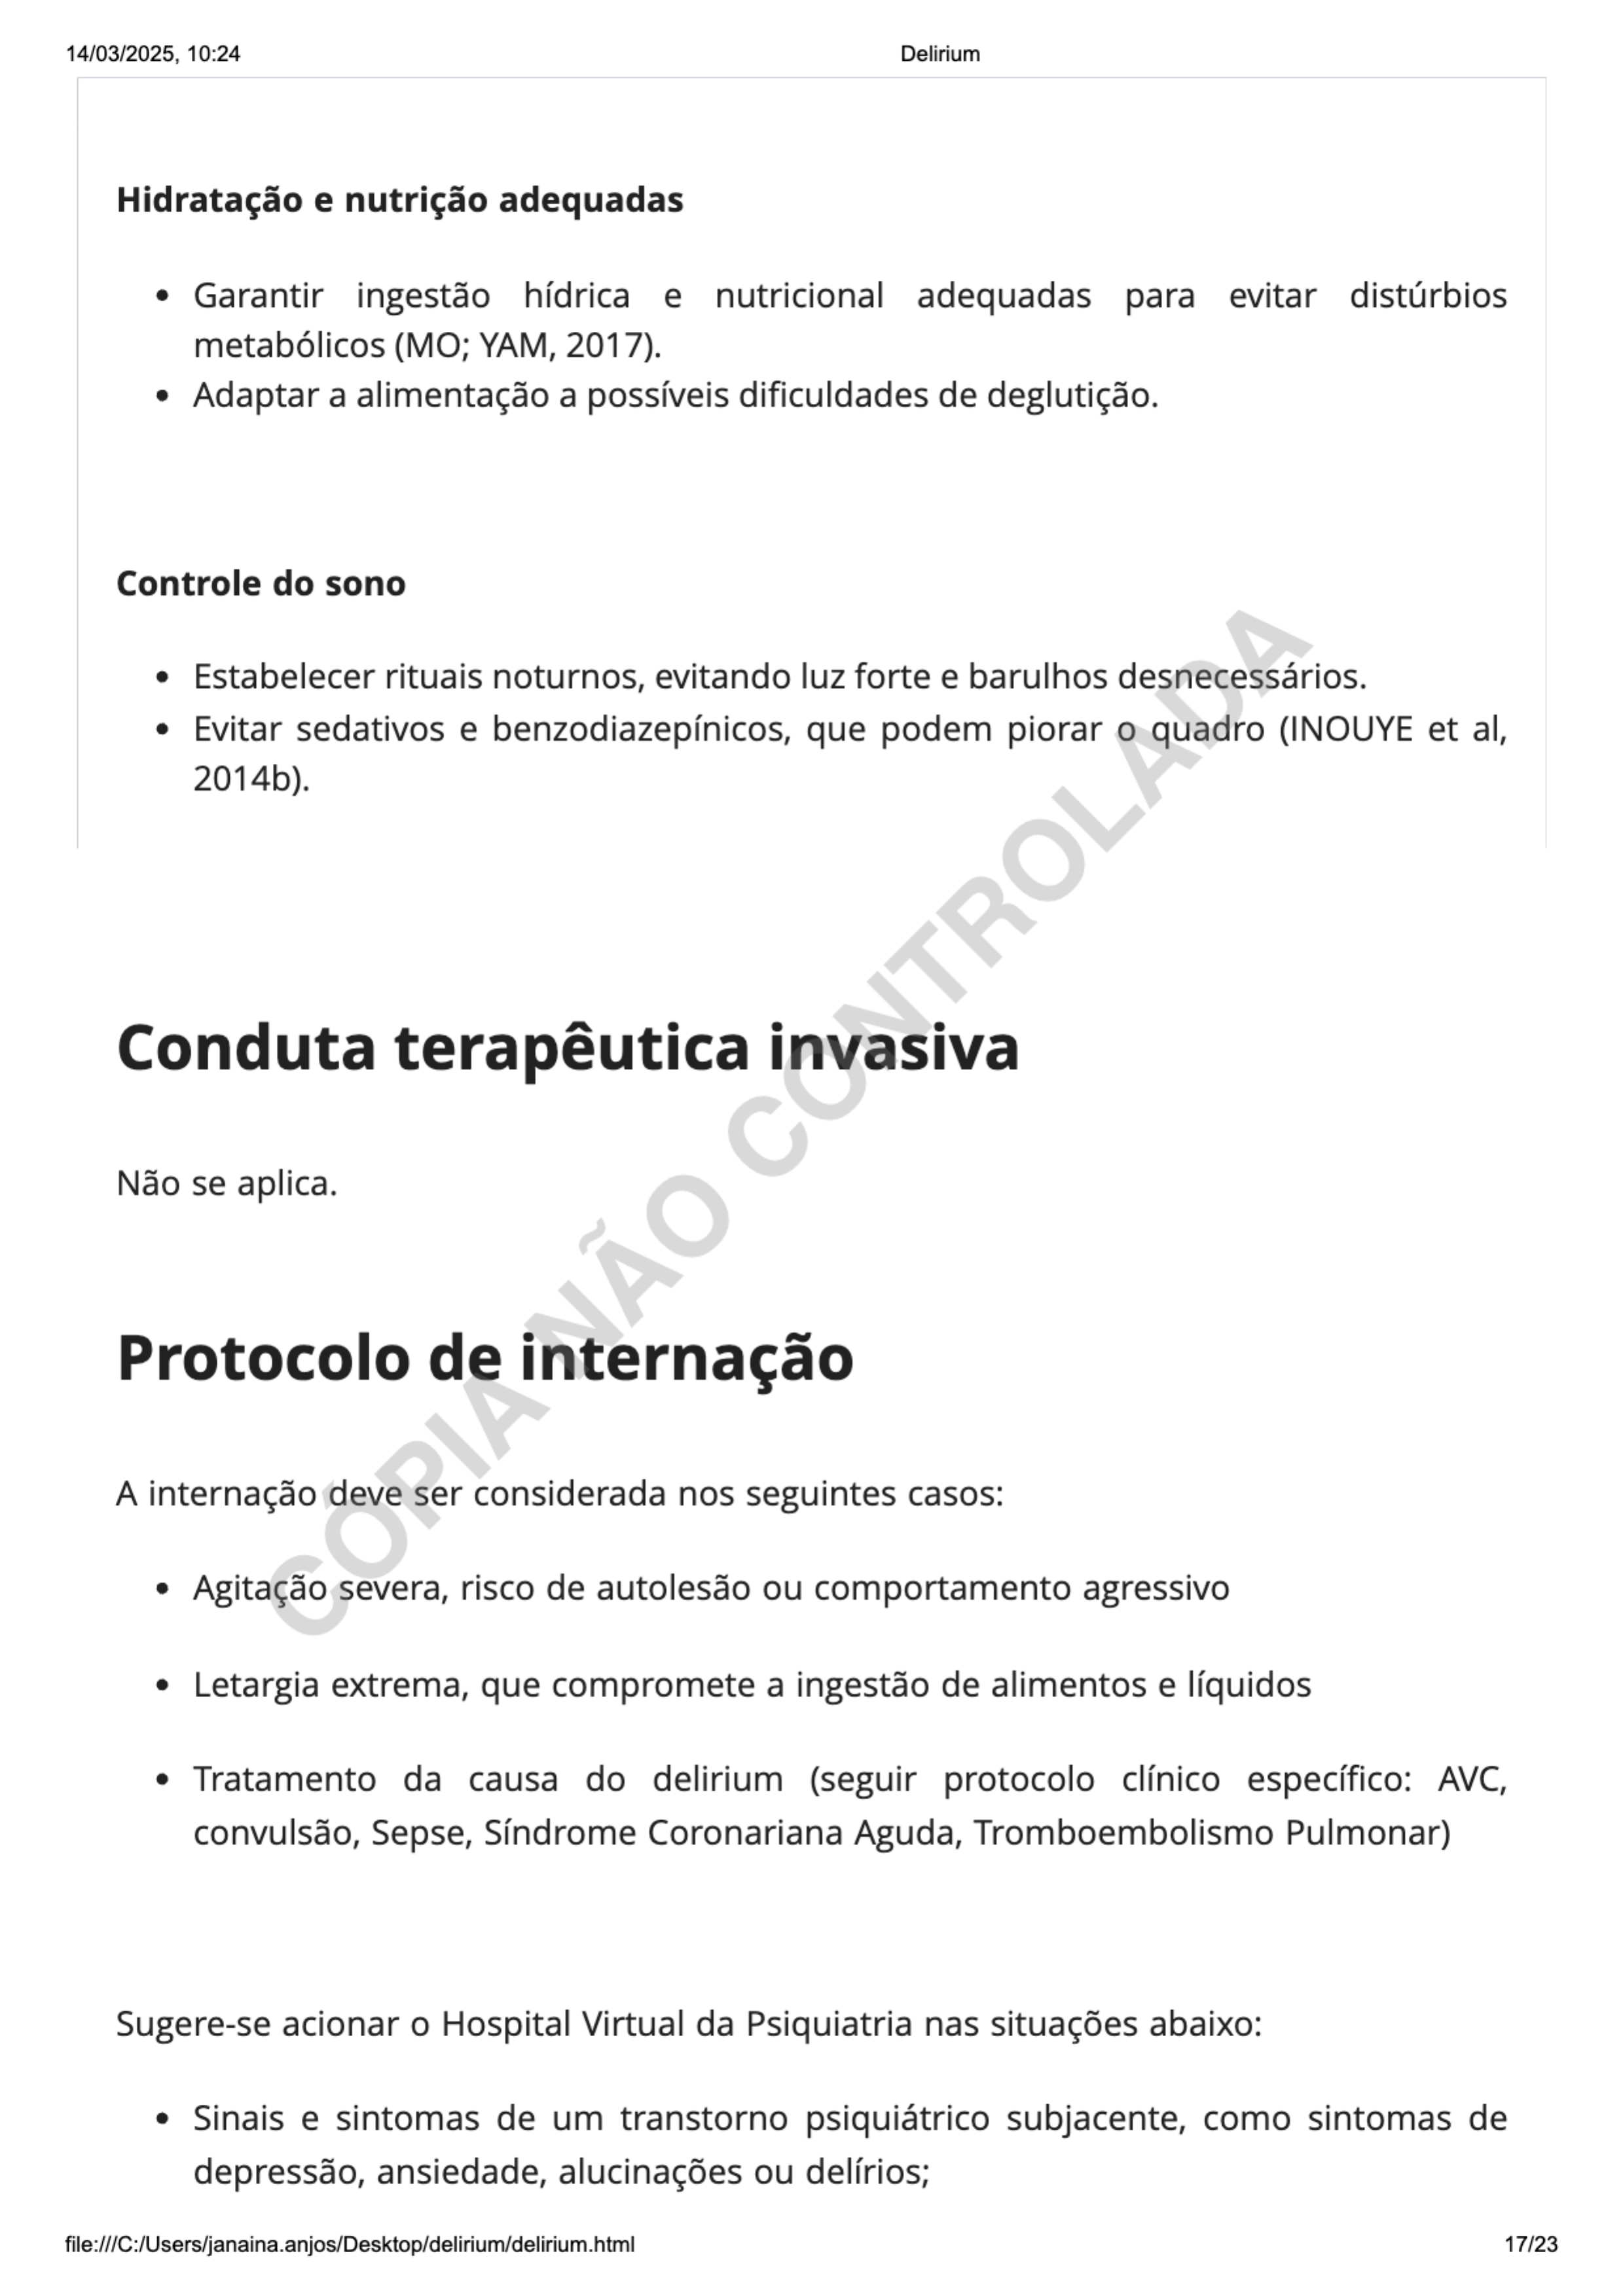 14/03/2025, 10:24
Delirium
Hidratação e nutrição adequadas
• Garantir ingestão hídrica e nutricional adequadas para evitar distúrbios
metabólicos (MO; YAM, 2017).
• Adaptar a alimentação a possíveis dificuldades de deglutição.
Controle do sono
• Estabelecer rituais noturnos, evitando luz forte e barulhos desnecessários.
• Evitar sedativos e benzodiazepínicos, que podem piorar o quadro (INOUYE et al,
2014b).
Conduta terapêutica invasiva
Não se aplica.
Protocolo de internação
A internação deve ser considerada nos seguintes casos:
• Agitação severa, risco de autolesão ou comportamento agressivo
• Letargia extrema, que compromete a ingestão de alimentos e líquidos
• Tratamento da causa do delirium (seguir protocolo clínico específico: AVC,
convulsão, Sepse, Síndrome Coronariana Aguda, Tromboembolismo Pulmonar)
Sugere-se acionar o Hospital Virtual da Psiquiatria nas situações abaixo:
• Sinais e sintomas de um transtorno psiquiátrico subjacente, como sintomas de
depressão, ansiedade, alucinações ou delírios;
CÓPIA NÃO CONTROLADA
file:///C:/Users/janaina.anjos/Desktop/delirium/delirium.html
17/23